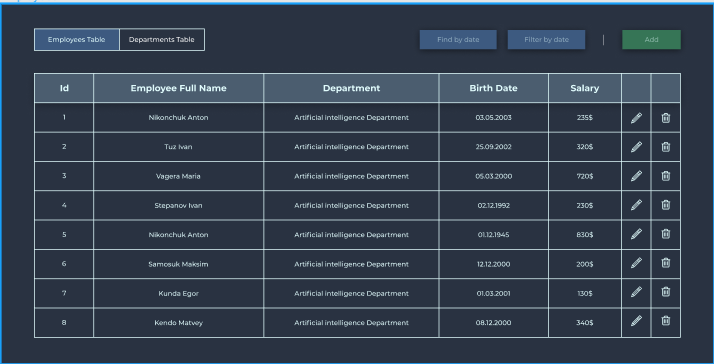 Employees Table Departments Table Find by date Filter by date Add
Id Employee Full Name Department Birth Date Salary
1 Nikonchuk Anton Artificial intelligence Department 03.05.2003 235$
2 Tuz Ivan Artificial intelligence Department 25.09.2002 320$
3 Vagera Maria Artificial intelligence Department 05.03.2000 720$
4 Stepanov Ivan Artificial intelligence Department 02.12.1992 230$
5 Nikonchuk Anton Artificial intelligence Department 01.12.1945 830$
6 Samosuk Maksim Artificial intelligence Department 12.12.2000 200$
7 Kunda Egor Artificial intelligence Department 01.03.2001 130$
8 Kendo Matvey Artificial intelligence Department 08.12.2000 340$